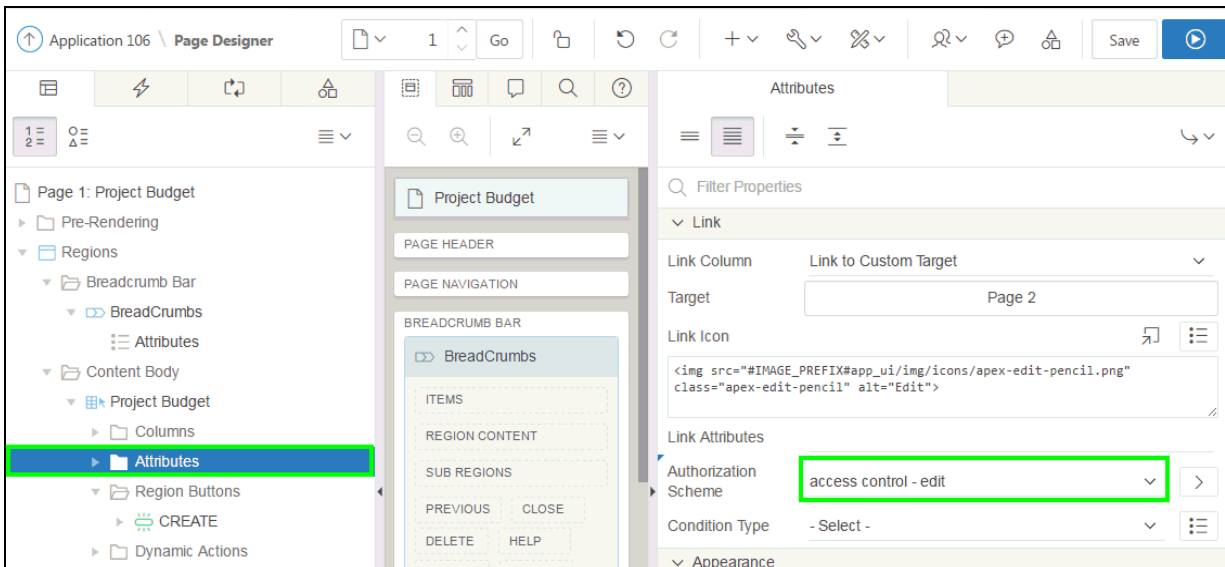 Application 106 \ Page Designer
1
Go
Save
Attributes
1
2
Page 1: Project Budget
Pre-Rendering
Regions
Breadcrumb Bar
BreadCrumbs
Attributes
Content Body
Project Budget
Columns
Attributes
Region Buttons
CREATE
Dynamic Actions
Project Budget
PAGE HEADER
PAGE NAVIGATION
BREADCRUMB BAR
BreadCrumbs
ITEMS
REGION CONTENT
SUB REGIONS
PREVIOUS CLOSE
DELETE HELP
Filter Properties
Link
Link Column Link to Custom Target
Target Page 2
Link Icon
<img src="#IMAGE_PREFIX#app_ui/img/icons/apex-edit-pencil.png"
class="apex-edit-pencil" alt="Edit">
Link Attributes
Authorization
Scheme access control - edit
Condition Type - Select -
Appearance